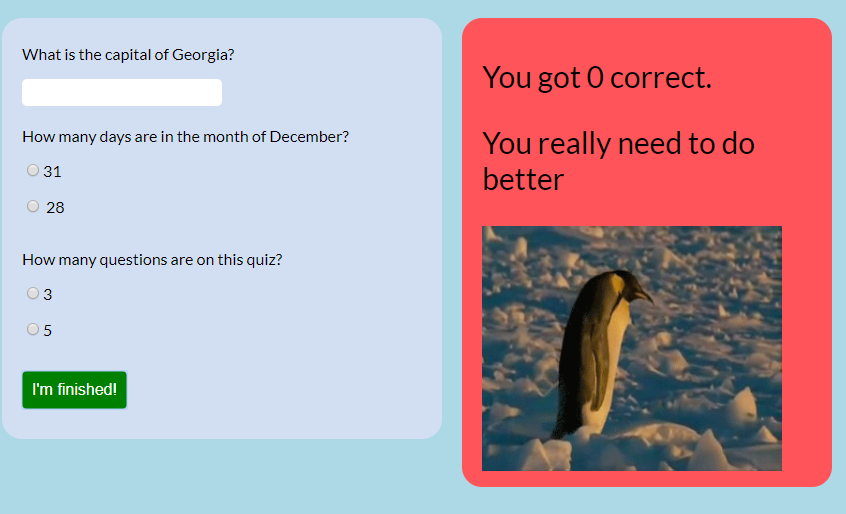 What is the capital of Georgia?
How many days are in the month of December?
31
28
How many questions are on this quiz?
3
5
I'm finished!
You got 0 correct.
You really need to do
better